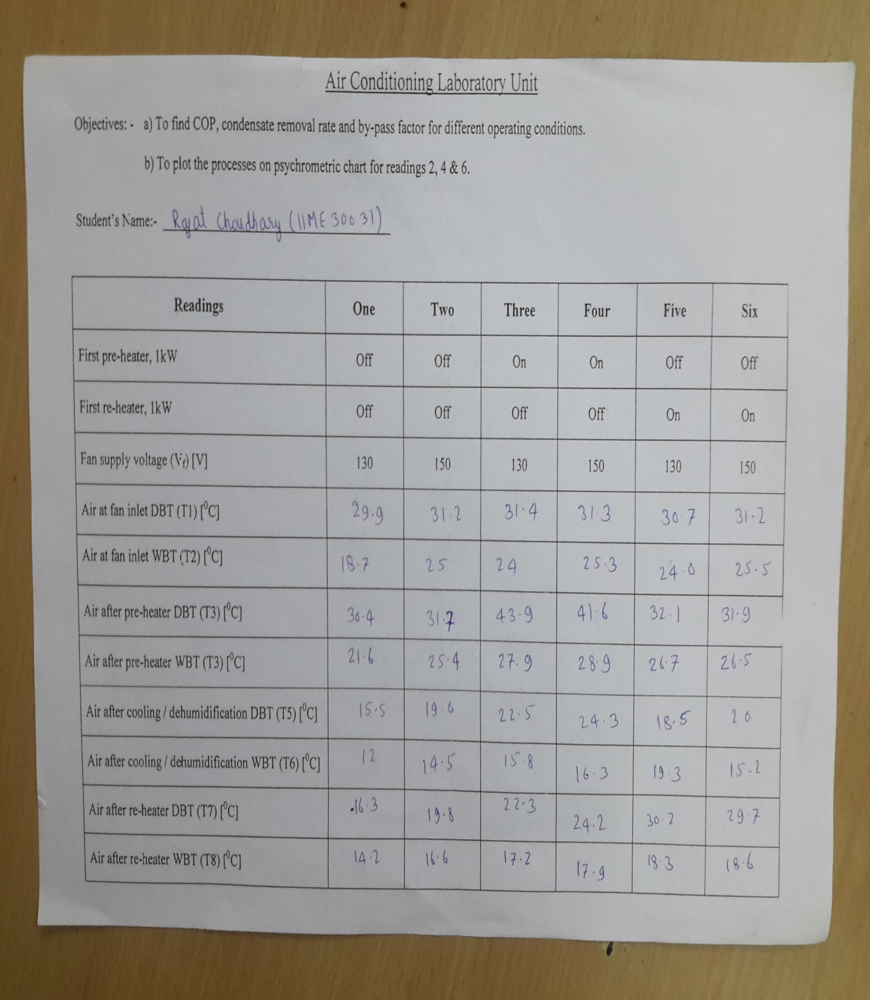 Air Conditioning Laboratory Unit
Objectives: - a) To find COP, condensate removal rate and by-pass factor for different operating conditions.
b) To plot the processes on psychrometric chart for readings 2, 4 & 6.
Student's Name:- Rajat Choudhary (11ME30031)
Readings One Two Three Four Five Six
First pre-heater, 1kW Off Off On On Off Off
First re-heater, 1kW Off Off Off Off On On
Fan supply voltage (Vf) [V] 130 150 130 150 130 150
Air at fan inlet DBT (T1) [⁰C] 29.9 31.2 31.4 31.3 30.7 31.2
Air at fan inlet WBT (T2) [⁰C] 18.7 25 24 25.3 24.0 25.5
Air after pre-heater DBT (T3) [⁰C] 30.4 31.7 43.9 41.6 32.1 31.9
Air after pre-heater WBT (T3) [⁰C] 21.6 25.4 27.9 28.9 26.7 26.5
Air after cooling / dehumidification DBT (T5) [⁰C] 15.5 19.6 22.5 24.3 18.5 20
Air after cooling / dehumidification WBT (T6) [⁰C] 12 14.5 15.8 16.3 19.3 15.2
Air after re-heater DBT (T7) [⁰C] 16.3 19.8 22.3 24.2 30.2 29.7
Air after re-heater WBT (T8) [⁰C] 14.2 16.6 17.2 17.9 18.3 18.6